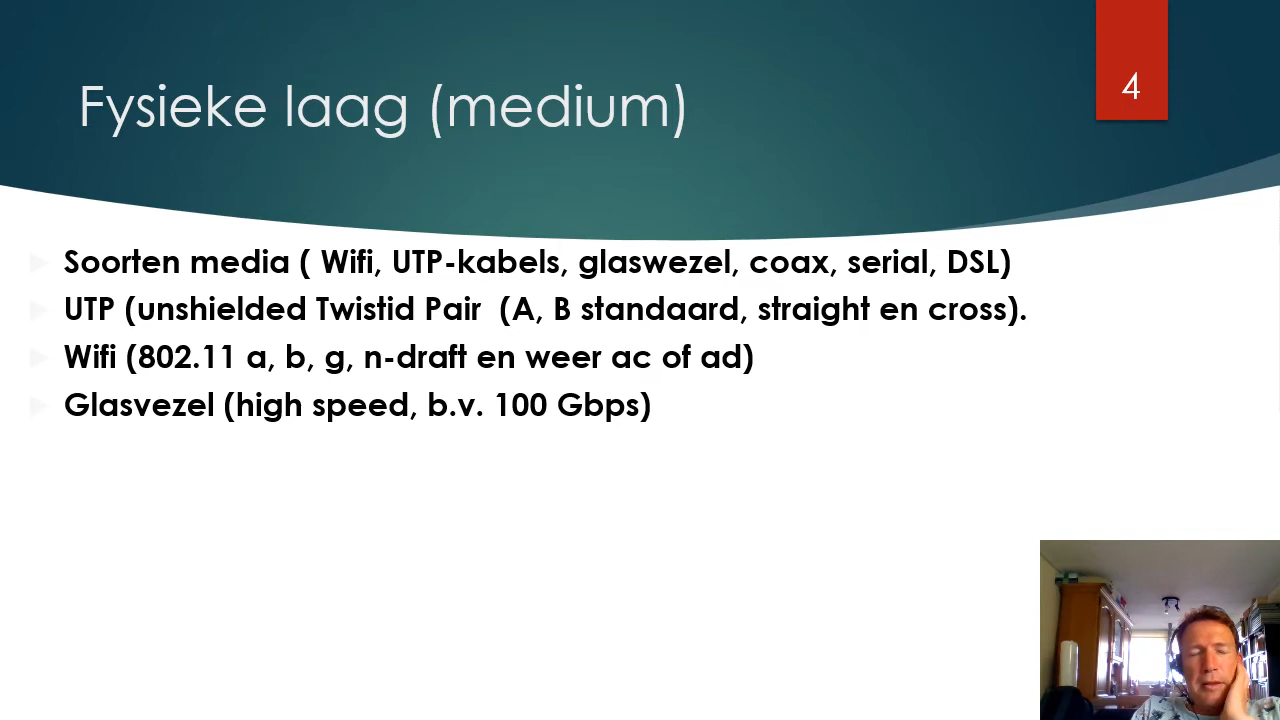 Fysieke laag (medium)
4
Soorten media ( Wifi, UTP-kabels, glaswezel, coax, serial, DSL)
UTP (unshielded Twistid Pair  (A, B standaard, straight en cross).
Wifi (802.11 a, b, g, n-draft en weer ac of ad)
Glasvezel (high speed, b.v. 100 Gbps)